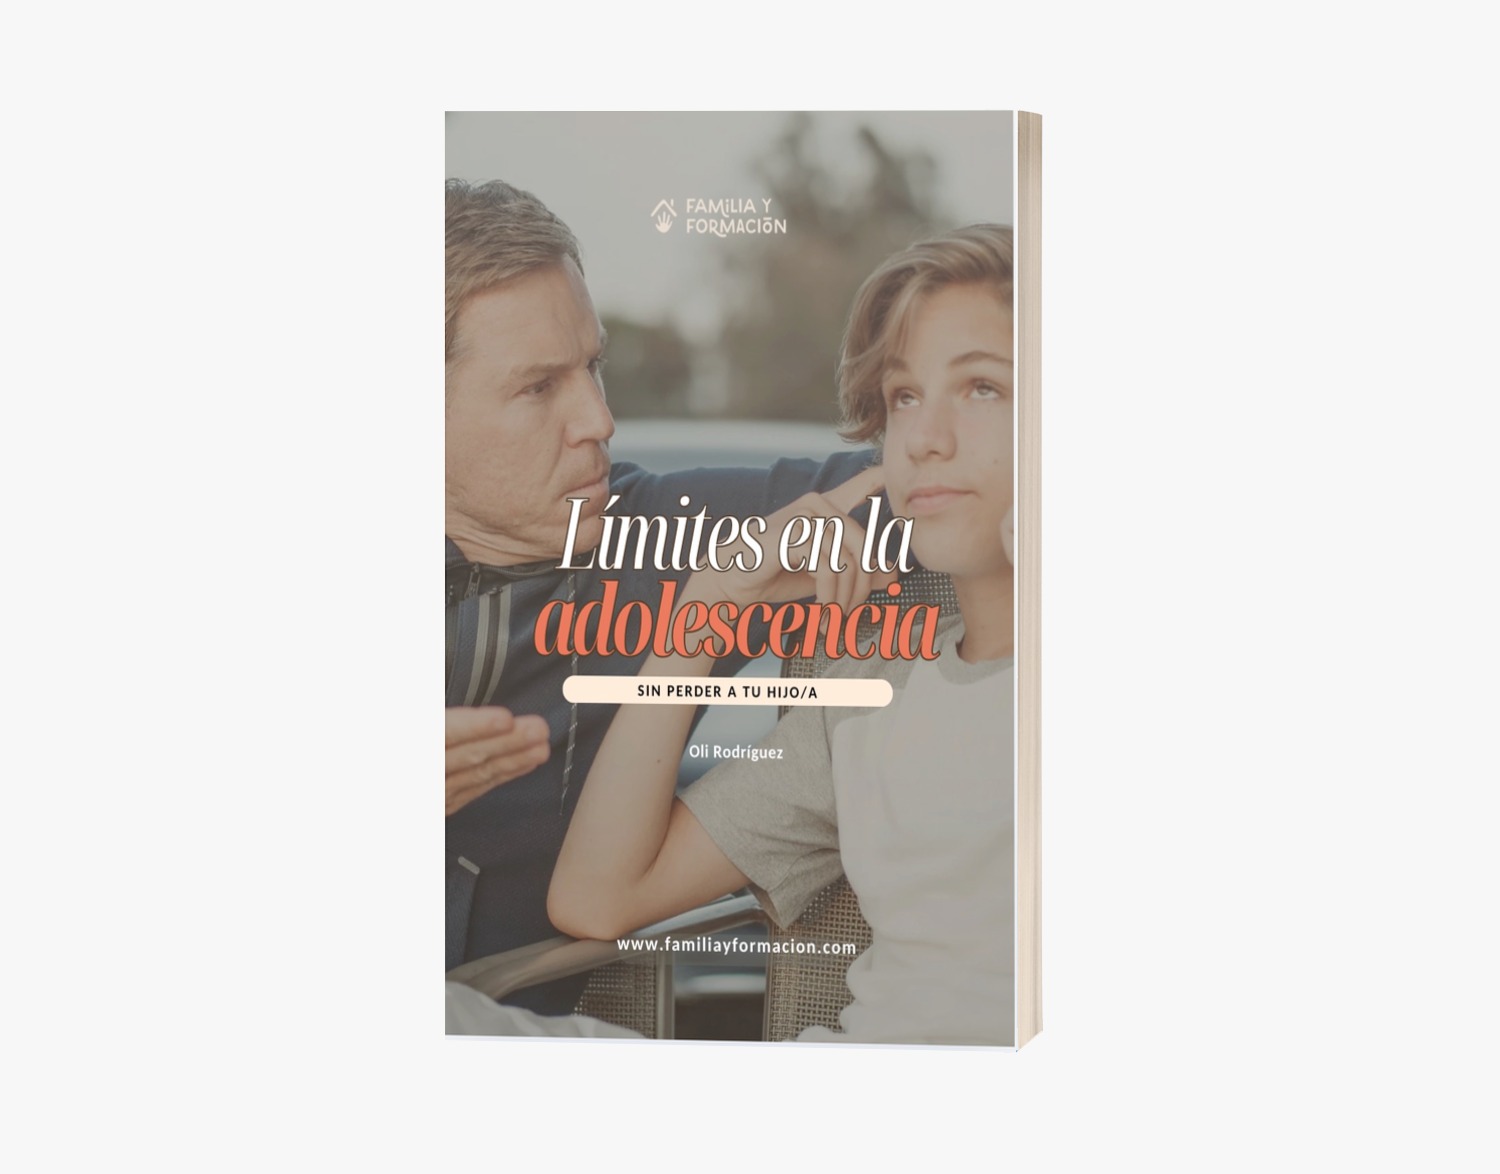 FAMiLIA Y
FORMACIÓN
Límites en la
adolescencia
SIN PERDER A TU HIJO/A
Oli Rodríguez
www.familiayformacion.com